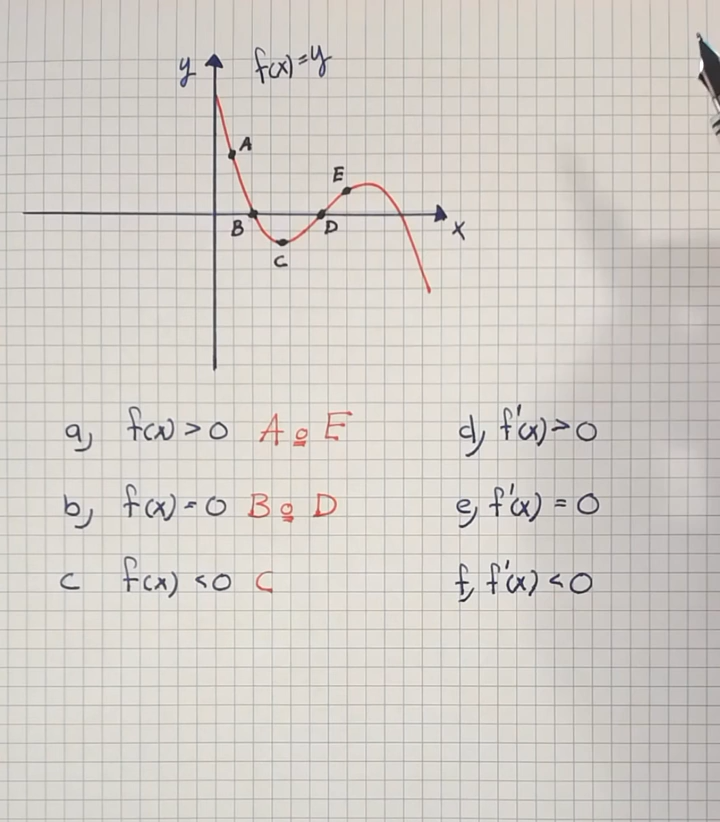 y f(x)=y
A
E
B D x
C
a) f(x) > 0 A o E d) f'(x) > 0
b) f(x) = 0 B o D e) f'(x) = 0
c f(x) < 0 C f) f'(x) < 0